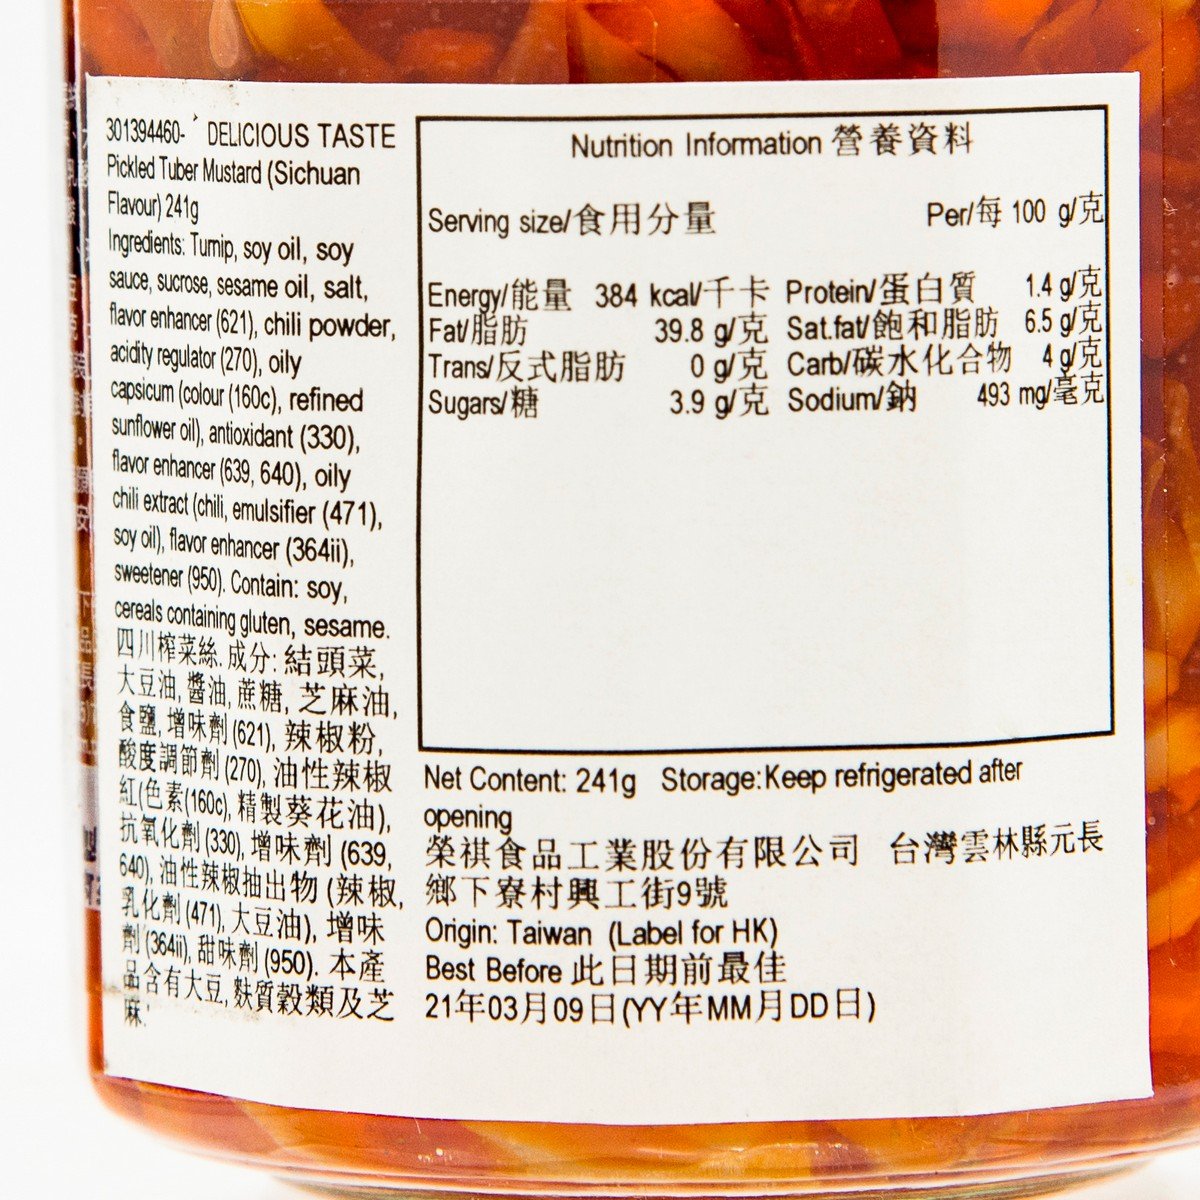 301394460- DELICIOUS TASTE
Pickled Tuber Mustard (Sichuan
Flavour) 241g
Ingredients: Turnip, soy oil, soy
sauce, sucrose, sesame oil, salt,
flavor enhancer (621), chili powder,
acidity regulator (270), oily
capsicum (colour (160c), refined
sunflower oil), antioxidant (330),
flavor enhancer (639, 640), oily
chili extract (chili, emulsifier (471),
soy oil), flavor enhancer (364ii),
sweetener (950). Contain: soy,
cereals containing gluten, sesame.
四川榨菜絲. 成分: 結頭菜,
大豆油, 醬油, 蔗糖, 芝麻油,
食鹽, 增味劑 (621), 辣椒粉,
酸度調節劑 (270), 油性辣椒
紅(色素(160c), 精製葵花油),
抗氧化劑 (330), 增味劑 (639,
640), 油性辣椒抽出物 (辣椒,
乳化劑 (471), 大豆油), 增味
劑 (364ii), 甜味劑 (950). 本產
品含有大豆, 麩質穀類及芝
麻.
Nutrition Information 營養資料
Serving size/食用分量 Per/每 100 g/克
Energy/能量 384 kcal/千卡 Protein/蛋白質 1.4 g/克
Fat/脂肪 39.8 g/克 Sat.fat/飽和脂肪 6.5 g/克
Trans/反式脂肪 0 g/克 Carb/碳水化合物 4 g/克
Sugars/糖 3.9 g/克 Sodium/鈉 493 mg/毫克
Net Content: 241g Storage:Keep refrigerated after
opening
榮祺食品工業股份有限公司 台灣雲林縣元長
鄉下寮村興工街9號
Origin: Taiwan (Label for HK)
Best Before 此日期前最佳
21年03月09日(YY年MM月DD日)